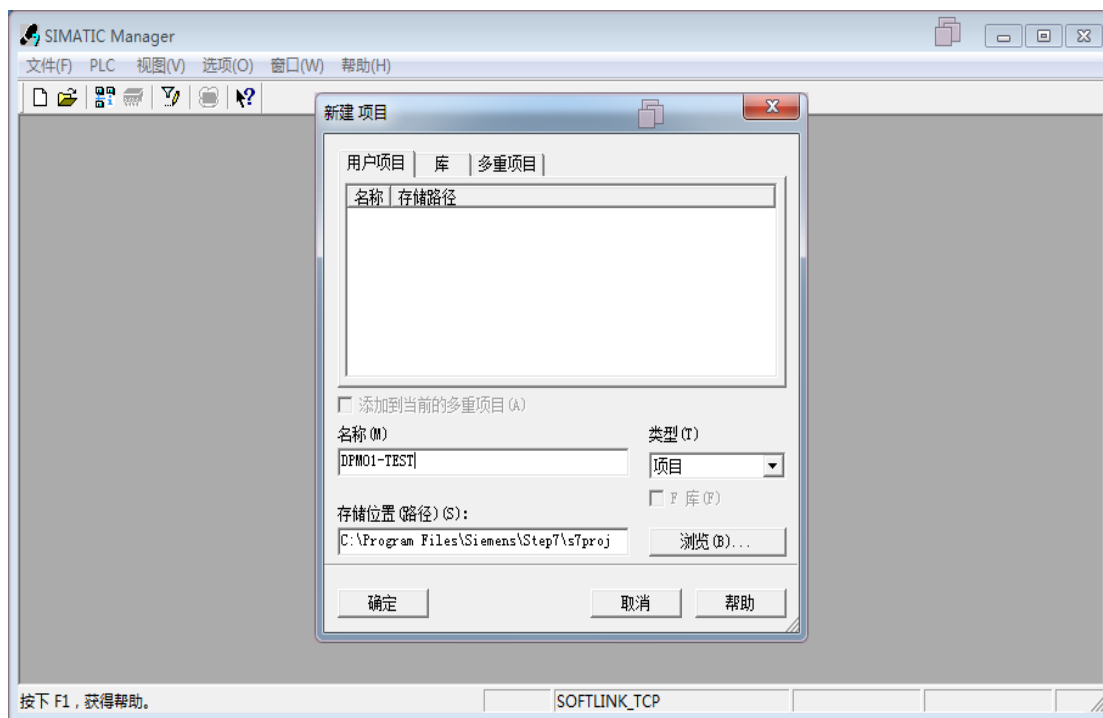 SIMATIC Manager
文件(F) PLC 视图(V) 选项(O) 窗口(W) 帮助(H)
新建 项目
用户项目 库 多重项目
名称 存储路径
添加到当前的多重项目(A)
名称(M) 类型(T)
DPM01-TEST 项目
F 库(F)
存储位置(路径)(S):
C:\Program Files\Siemens\Step7\s7proj 浏览(B)...
确定 取消 帮助
按下 F1，获得帮助。 SOFTLINK_TCP